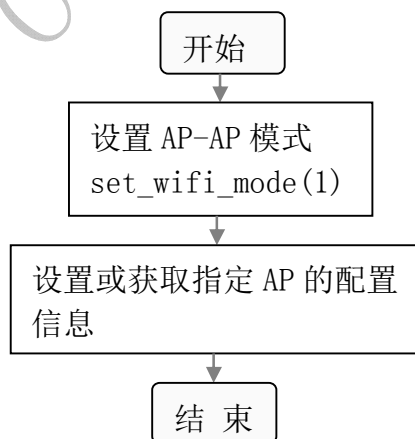 开始
设置 AP-AP 模式
set_wifi_mode(1)
设置或获取指定 AP 的配置
信息
结 束